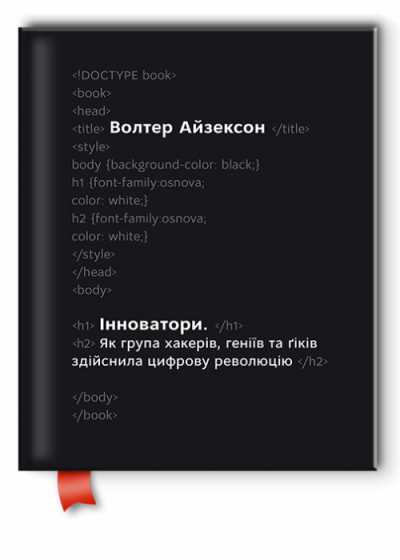 <!DOCTYPE book>
<book>
<head>
<title> Волтер Айзексон </title>
<style>
body {background-color: black;}
h1 {font-family:osnova;
color: white;}
h2 {font-family:osnova;
color: white;}
</style>
</head>
<body>
<h1> Інноватори. </h1>
<h2> Як група хакерів, геніїв та ґіків
здійснила цифрову революцію </h2>
</body>
</book>